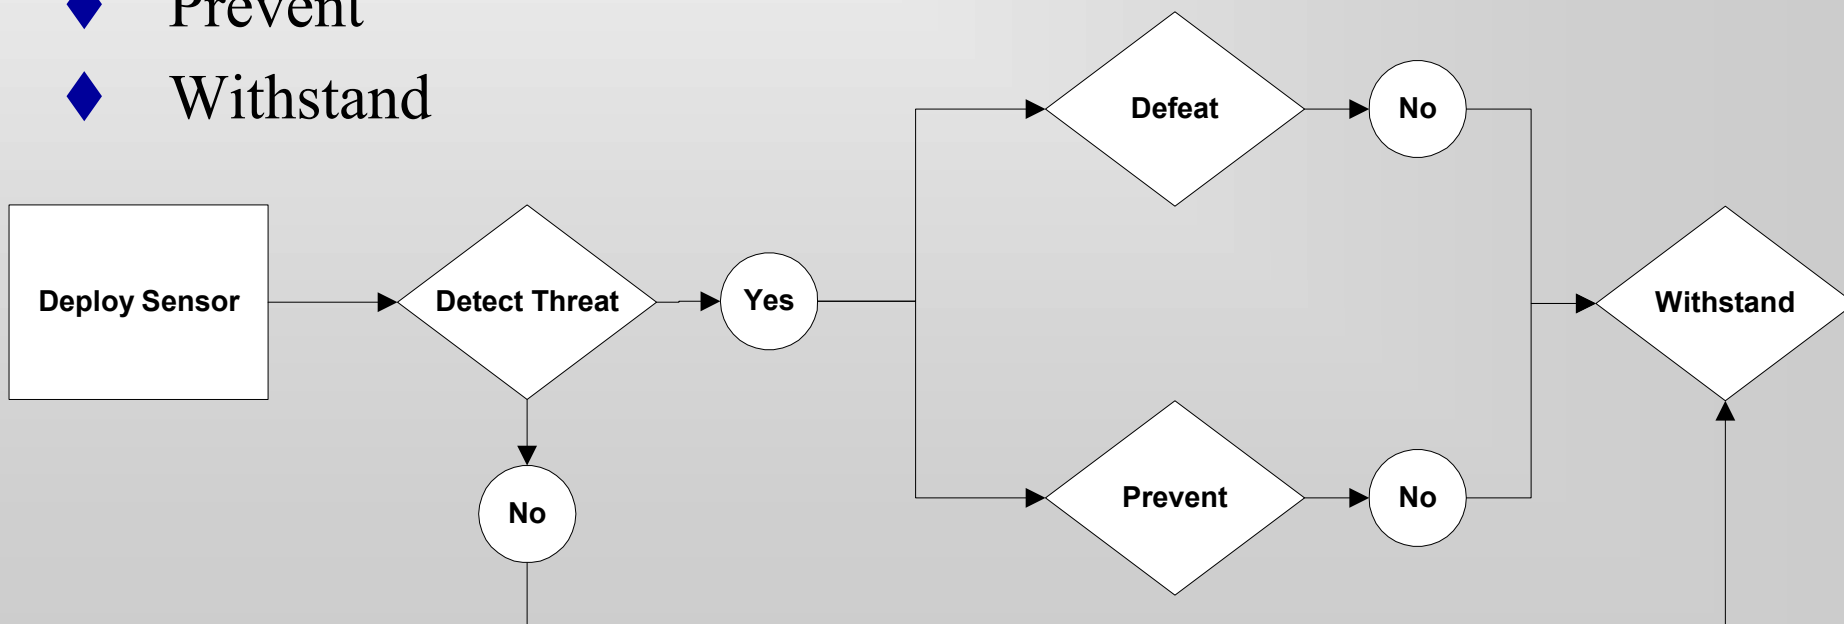 Prevent
Withstand
Defeat
No
Deploy Sensor
Detect Threat
Yes
Withstand
Prevent
No
No